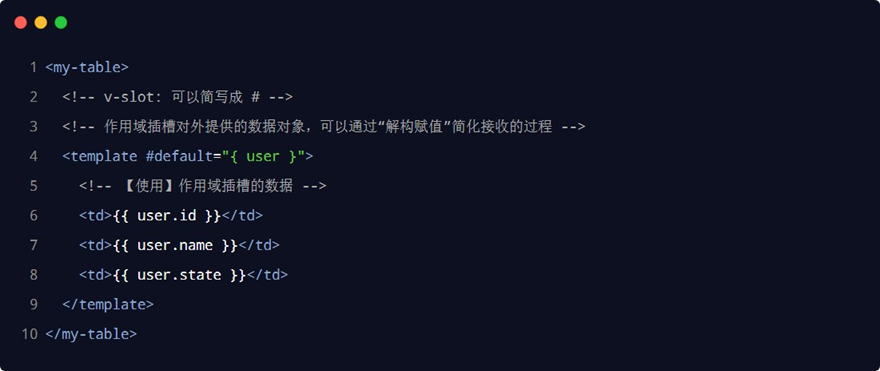 1 <my-table>
2 <!-- v-slot: 可以简写成 # -->
3 <!-- 作用域插槽对外提供的数据对象，可以通过“解构赋值”简化接收的过程 -->
4 <template #default="{ user }">
5 <!-- 【使用】作用域插槽的数据 -->
6 <td>{{ user.id }}</td>
7 <td>{{ user.name }}</td>
8 <td>{{ user.state }}</td>
9 </template>
10 </my-table>